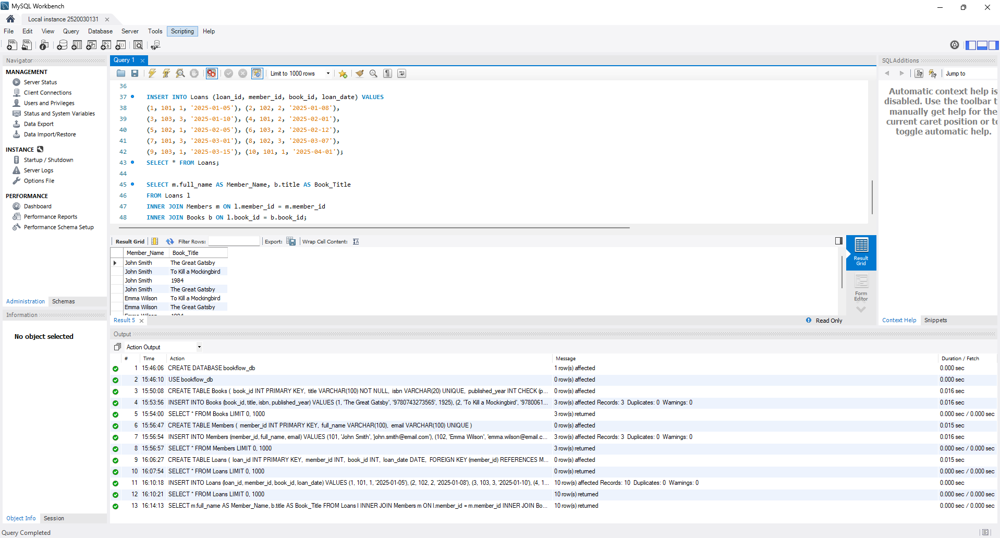 MySQL Workbench
Local instance 2520030131
File Edit View Query Database Server Tools Scripting Help
Navigator
MANAGEMENT
Server Status
Client Connections
Users and Privileges
Status and System Variables
Data Export
Data Import/Restore
INSTANCE
Startup / Shutdown
Server Logs
Options File
PERFORMANCE
Dashboard
Performance Reports
Performance Schema Setup
Administration Schemas
Information
No object selected
Object Info Session
Query Completed
Query 1
Limit to 1000 rows
36
37 INSERT INTO Loans (loan_id, member_id, book_id, loan_date) VALUES
38 (1, 101, 1, '2025-01-05'), (2, 102, 2, '2025-01-08'),
39 (3, 103, 3, '2025-01-10'), (4, 101, 2, '2025-02-01'),
40 (5, 102, 1, '2025-02-05'), (6, 103, 2, '2025-02-12'),
41 (7, 101, 3, '2025-03-01'), (8, 102, 3, '2025-03-07'),
42 (9, 103, 1, '2025-03-15'), (10, 101, 1, '2025-04-01');
43 SELECT * FROM Loans;
44
45 SELECT m.full_name AS Member_Name, b.title AS Book_Title
46 FROM Loans l
47 INNER JOIN Members m ON l.member_id = m.member_id
48 INNER JOIN Books b ON l.book_id = b.book_id;
Result Grid Filter Rows: Export: Wrap Cell Content:
Member_Name Book_Title
John Smith The Great Gatsby
John Smith To Kill a Mockingbird
John Smith 1984
John Smith The Great Gatsby
Emma Wilson To Kill a Mockingbird
Emma Wilson The Great Gatsby
Emma Wilson 1984
Result 5
Read Only
Result
Grid
Form
Editor
SQLAdditions
Jump to
Automatic context help is
disabled. Use the toolbar t
manually get help for the
current caret position or to
toggle automatic help.
Context Help Snippets
Output
Action Output
# Time Action Message Duration / Fetch
1 15:46:06 CREATE DATABASE bookflow_db 1 row(s) affected 0.000 sec
2 15:46:10 USE bookflow_db 0 row(s) affected 0.000 sec
3 15:50:08 CREATE TABLE Books ( book_id INT PRIMARY KEY, title VARCHAR(100) NOT NULL, isbn VARCHAR(20) UNIQUE, published_year INT CHECK (p... 0 row(s) affected 0.016 sec
4 15:53:56 INSERT INTO Books (book_id, title, isbn, published_year) VALUES (1, 'The Great Gatsby', '9780743273565', 1925), (2, 'To Kill a Mockingbird', '9780061... 3 row(s) affected Records: 3 Duplicates: 0 Warnings: 0 0.016 sec
5 15:54:00 SELECT * FROM Books LIMIT 0, 1000 3 row(s) returned 0.000 sec / 0.000 sec
6 15:56:47 CREATE TABLE Members ( member_id INT PRIMARY KEY, full_name VARCHAR(100), email VARCHAR(100) UNIQUE ) 0 row(s) affected 0.015 sec
7 15:56:54 INSERT INTO Members (member_id, full_name, email) VALUES (101, 'John Smith', 'john.smith@email.com'), (102, 'Emma Wilson', 'emma.wilson@email.c... 3 row(s) affected Records: 3 Duplicates: 0 Warnings: 0 0.016 sec
8 15:56:57 SELECT * FROM Members LIMIT 0, 1000 3 row(s) returned 0.000 sec / 0.000 sec
9 16:06:27 CREATE TABLE Loans ( loan_id INT PRIMARY KEY, member_id INT, book_id INT, loan_date DATE, FOREIGN KEY (member_id) REFERENCES M... 0 row(s) affected 0.015 sec
10 16:07:54 SELECT * FROM Loans LIMIT 0, 1000 0 row(s) returned 0.000 sec / 0.000 sec
11 16:10:18 INSERT INTO Loans (loan_id, member_id, book_id, loan_date) VALUES (1, 101, 1, '2025-01-05'), (2, 102, 2, '2025-01-08'), (3, 103, 3, '2025-01-10'), (4, 1... 10 row(s) affected Records: 10 Duplicates: 0 Warnings: 0 0.000 sec
12 16:10:21 SELECT * FROM Loans LIMIT 0, 1000 10 row(s) returned 0.000 sec / 0.000 sec
13 16:14:13 SELECT m.full_name AS Member_Name, b.title AS Book_Title FROM Loans l INNER JOIN Members m ON l.member_id = m.member_id INNER JOIN Bo... 10 row(s) returned 0.000 sec / 0.000 sec